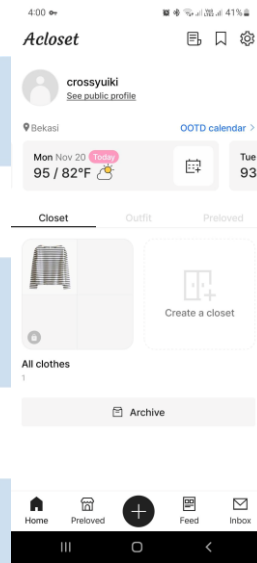 4:00
41%
Acloset
crossyuiki
See public profile
Bekasi
OOTD calendar >
Mon Nov 20 Today
95 / 82°F
Tue
93
Closet
Outfit
Preloved
Create a closet
All clothes
1
Archive
Home
Preloved
Feed
Inbox